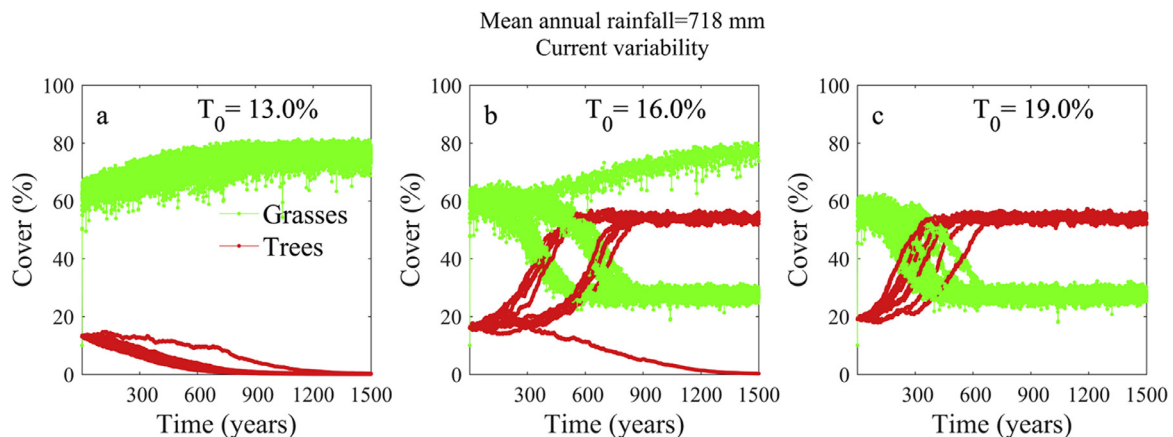 Mean annual rainfall=718 mm
Current variability
a
T0= 13.0%
Cover (%)
100
80
60
40
20
0
Grasses
Trees
300 600 900 1200 1500
Time (years)
b
T0= 16.0%
Cover (%)
100
80
60
40
20
0
300 600 900 1200 1500
Time (years)
c
T0= 19.0%
Cover (%)
100
80
60
40
20
0
300 600 900 1200 1500
Time (years)